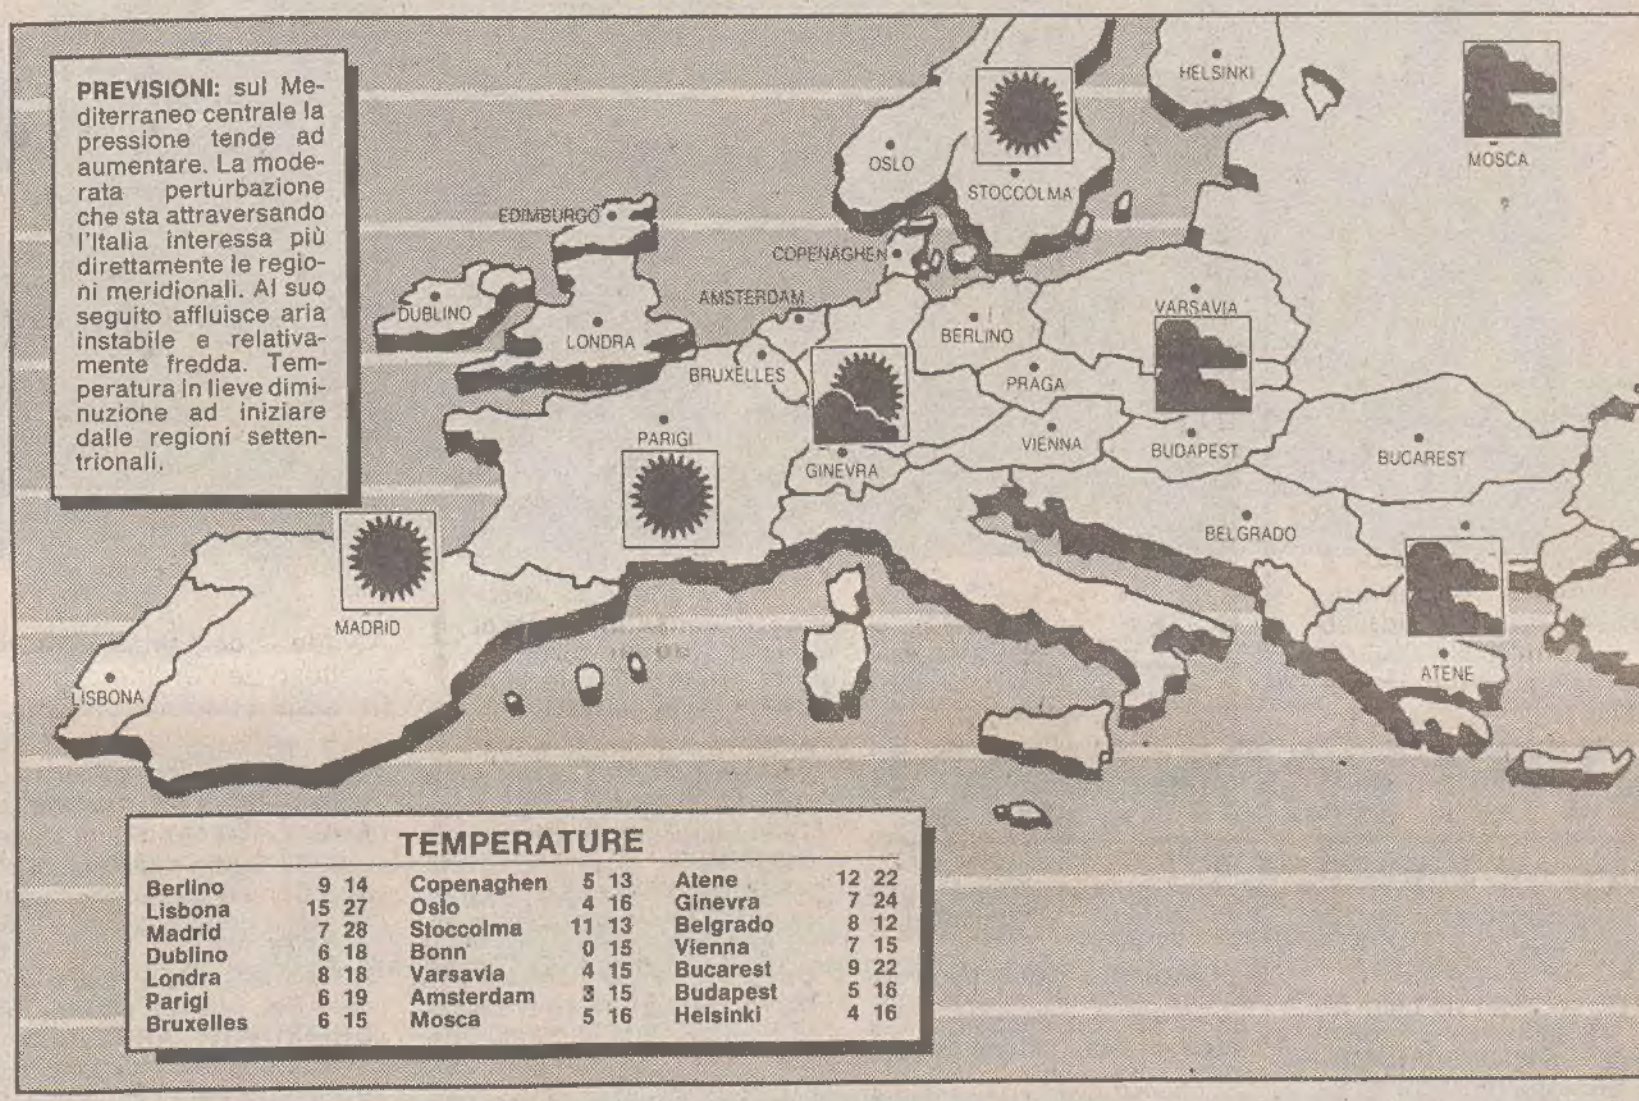 PREVISIONI: sul Me-
diterraneo centrale la
pressione tende ad
aumentare. La mode-
rata perturbazione
che sta attraversando
l'Italia interessa più
direttamente le regio-
ni meridionali. Al suo
seguito affluisce aria
instabile e relativa-
mente fredda. Tem-
peratura in lieve dimi-
nuzione ad iniziare
dalle regioni setten-
trionali.
HELSINKI
MOSCA
OSLO
STOCCOLMA
EDIMBURGO
COPENAGHEN
AMSTERDAM
DUBLINO
VARSAVIA
LONDRA
BERLINO
BRUXELLES
PRAGA
PARIGI
VIENNA
BUDAPEST
BUCAREST
GINEVRA
BELGRADO
MADRID
LISBONA
ATENE
TEMPERATURE
Berlino 9 14
Lisbona 15 27
Madrid 7 28
Dublino 6 18
Londra 8 18
Parigi 6 19
Bruxelles 6 15
Copenaghen 5 13
Oslo 4 16
Stoccolma 11 13
Bonn 0 15
Varsavia 4 15
Amsterdam 3 15
Mosca 5 16
Atene 12 22
Ginevra 7 24
Belgrado 8 12
Vienna 7 15
Bucarest 9 22
Budapest 5 16
Helsinki 4 16